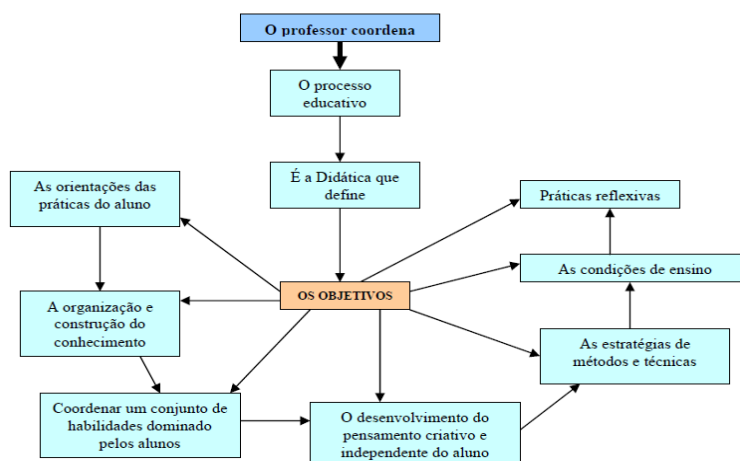 O professor coordena
O processo
educativo
É a Didática que
define
As orientações das
práticas do aluno
Práticas reflexivas
As condições de ensino
OS OBJETIVOS
A organização e
construção do
conhecimento
As estratégias de
métodos e técnicas
Coordenar um conjunto de
habilidades dominado
pelos alunos
O desenvolvimento do
pensamento criativo e
independente do aluno